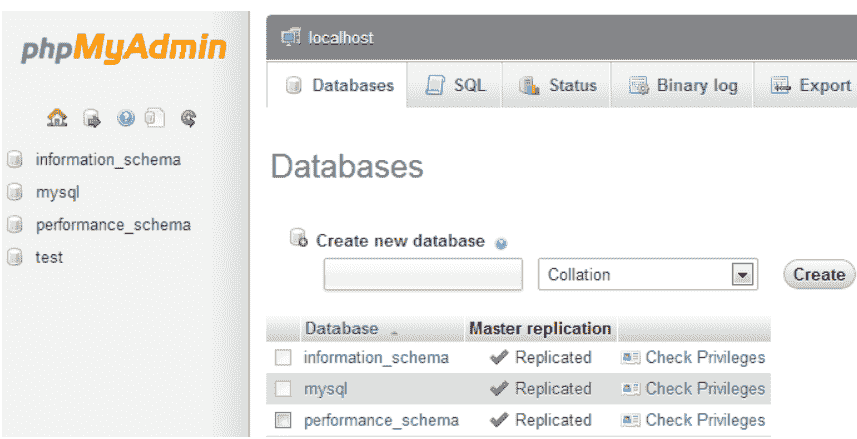 phpMyAdmin
information_schema
mysql
performance_schema
test
localhost
Databases SQL Status Binary log Export
Databases
Create new database
Collation Create
Database Master replication
information_schema Replicated Check Privileges
mysql Replicated Check Privileges
performance_schema Replicated Check Privileges